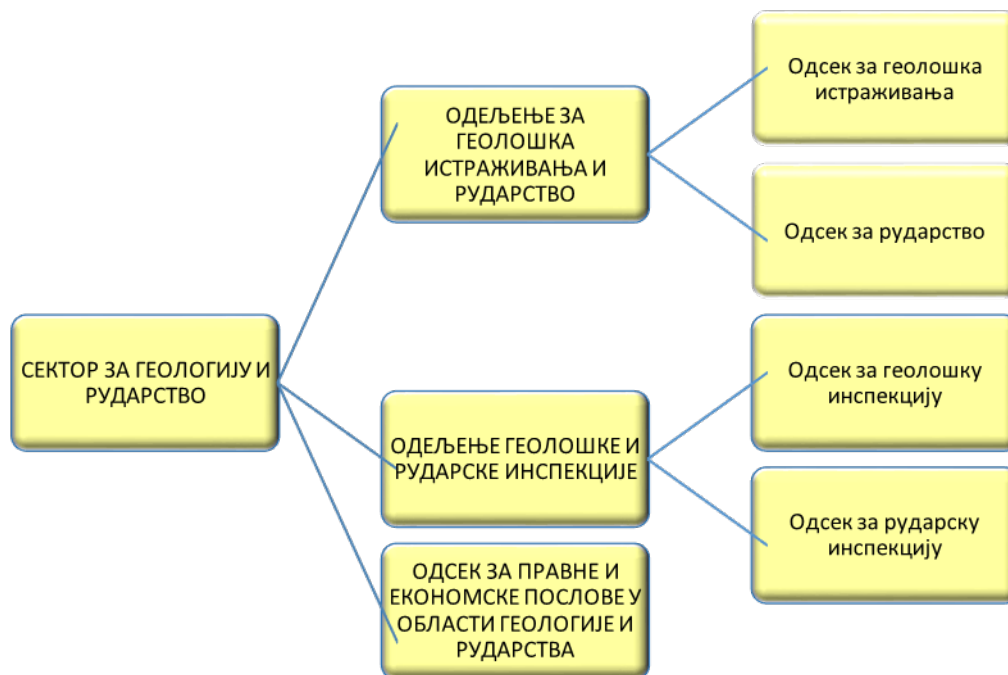 СЕКТОР ЗА ГЕОЛОГИЈУ И
РУДАРСТВО
ОДЕЉЕЊЕ ЗА
ГЕОЛОШКА
ИСТРАЖИВАЊА И
РУДАРСТВО
Одсек за геолошка
истраживања
Одсек за рударство
ОДЕЉЕЊЕ ГЕОЛОШКЕ И
РУДАРСКЕ ИНСПЕКЦИЈЕ
Одсек за геолошку
инспекцију
Одсек за рударску
инспекцију
ОДСЕК ЗА ПРАВНЕ И
ЕКОНОМСКЕ ПОСЛОВЕ У
ОБЛАСТИ ГЕОЛОГИЈЕ И
РУДАРСТВА